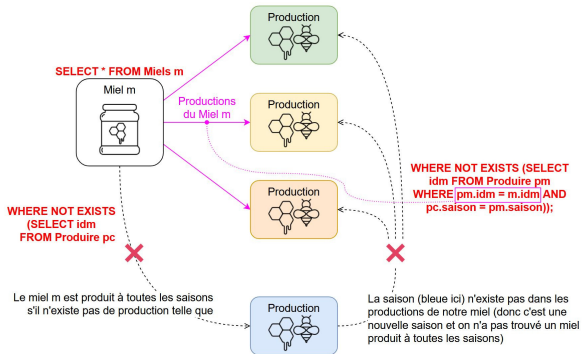 Production
SELECT * FROM Miels m
Miel m
Productions
du Miel m
Production
Production
WHERE NOT EXISTS (SELECT
idm FROM Produire pm
WHERE pm.idm = m.idm AND
pc.saison = pm.saison));
WHERE NOT EXISTS
(SELECT idm
FROM Produire pc
Le miel m est produit à toutes les saisons
s'il n'existe pas de production telle que
Production
La saison (bleue ici) n'existe pas dans les
productions de notre miel (donc c'est une
nouvelle saison et on n'a pas trouvé un miel
produit à toutes les saisons)